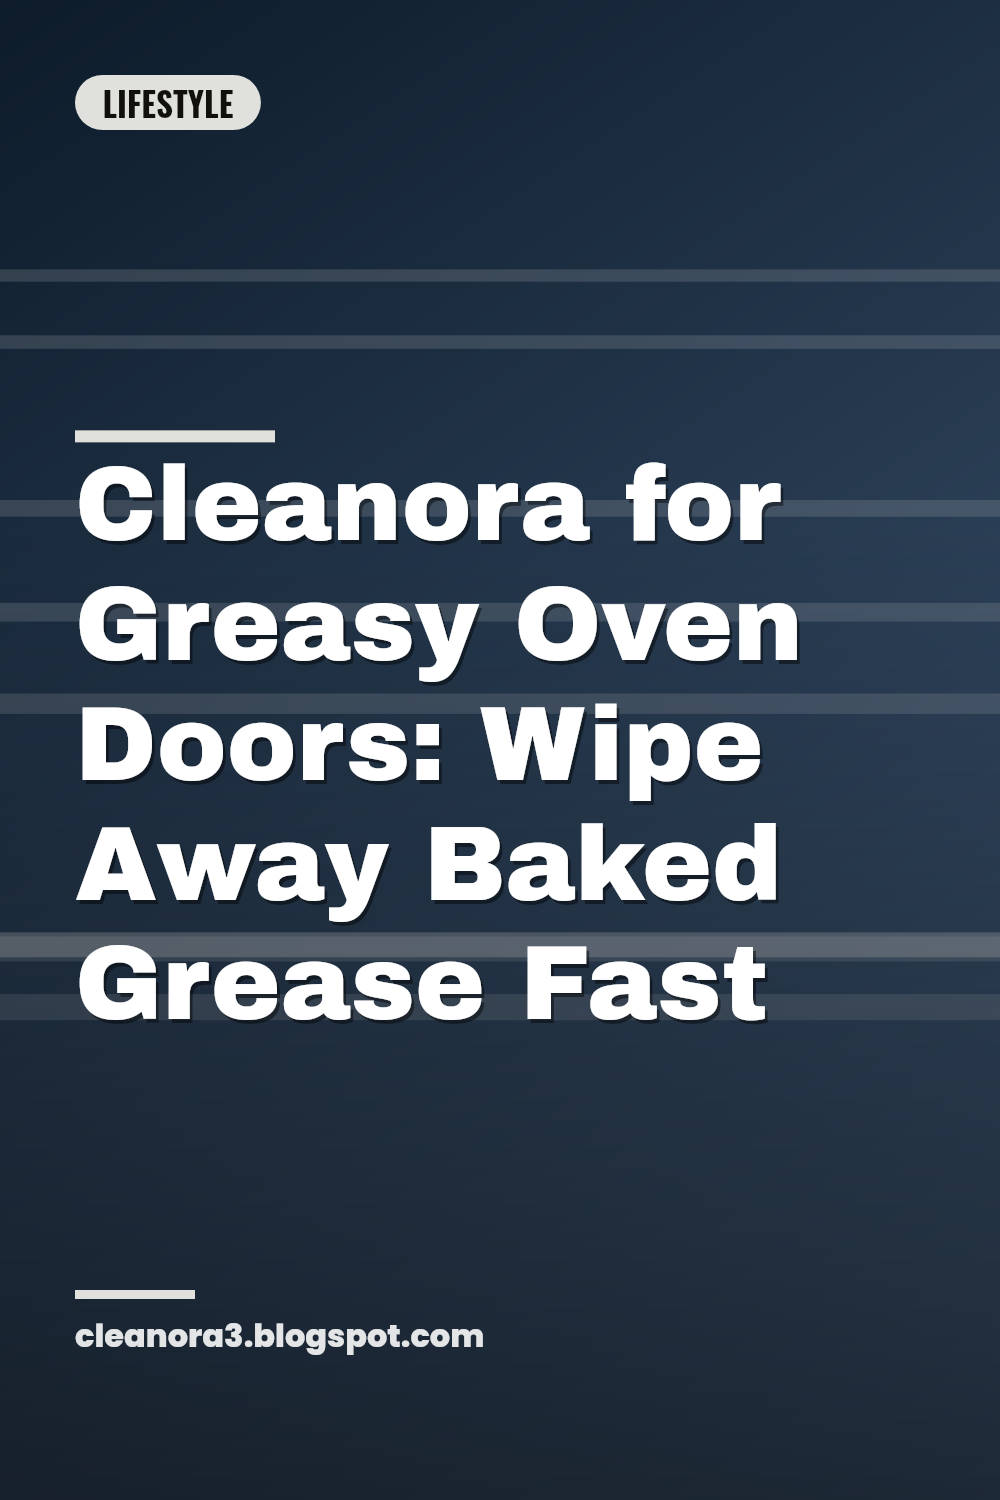 LIFESTYLE
Cleanora for
Greasy Oven
Doors: Wipe
Away Baked
Grease Fast
cleanora3.blogspot.com